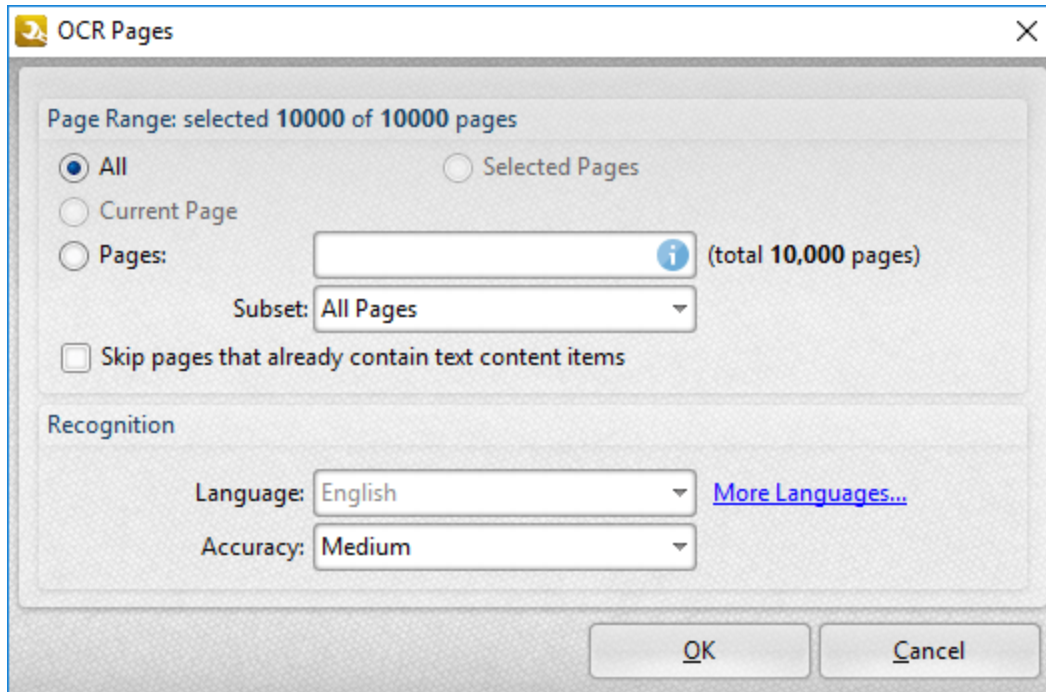 OCR Pages
Page Range: selected 10000 of 10000 pages
All Selected Pages
Current Page
Pages: (total 10,000 pages)
Subset: All Pages
Skip pages that already contain text content items
Recognition
Language: English More Languages...
Accuracy: Medium
OK Cancel